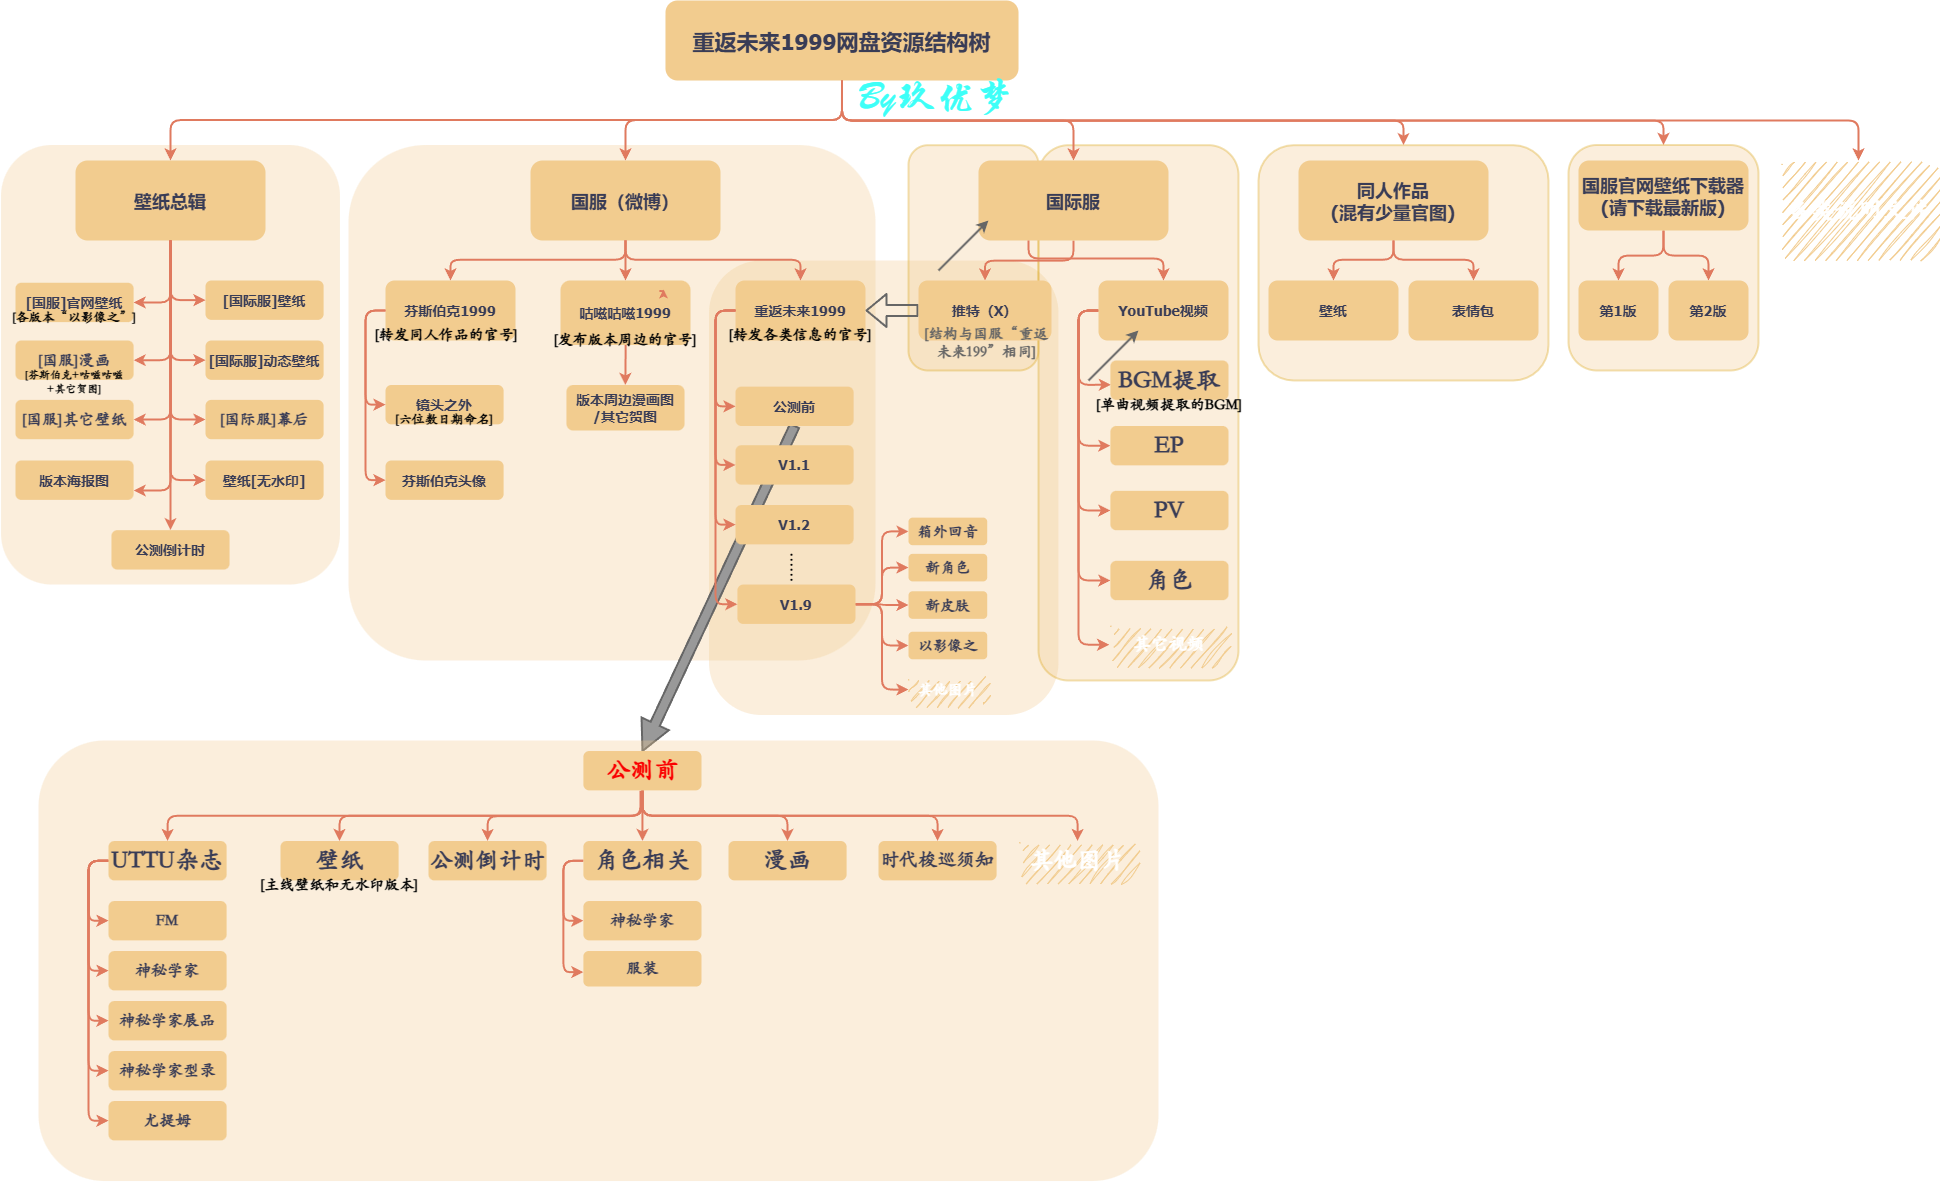 重返未来1999网盘资源结构树
By玖优梦
壁纸总辑
[国服]官网壁纸
[各版本“以影像之”]
[国际服]壁纸
[国服]漫画
[芬斯伯克+咕嗞咕嗞
+其它贺图]
[国际服]动态壁纸
[国服]其它壁纸
[国际服]幕后
版本海报图
壁纸[无水印]
公测倒计时
国服（微博）
芬斯伯克1999
[转发同人作品的官号]
镜头之外
[六位数日期命名]
芬斯伯克头像
咕嗞咕嗞1999
[发布版本周边的官号]
版本周边漫画图
/其它贺图
重返未来1999
[转发各类信息的官号]
公测前
V1.1
V1.2
......
V1.9
箱外回音
新角色
新皮肤
以影像之
其他图片
国际服
推特（X）
[结构与国服“重返
未来199”相同]
YouTube视频
BGM提取
[单曲视频提取的BGM]
EP
PV
角色
其它视频
同人作品
(混有少量官图)
壁纸
表情包
国服官网壁纸下载器
(请下载最新版)
第1版
第2版
公测前
UTTU杂志
FM
神秘学家
神秘学家展品
神秘学家型录
尤提姆
壁纸
[主线壁纸和无水印版本]
公测倒计时
角色相关
神秘学家
服装
漫画
时代梭巡须知
其他图片